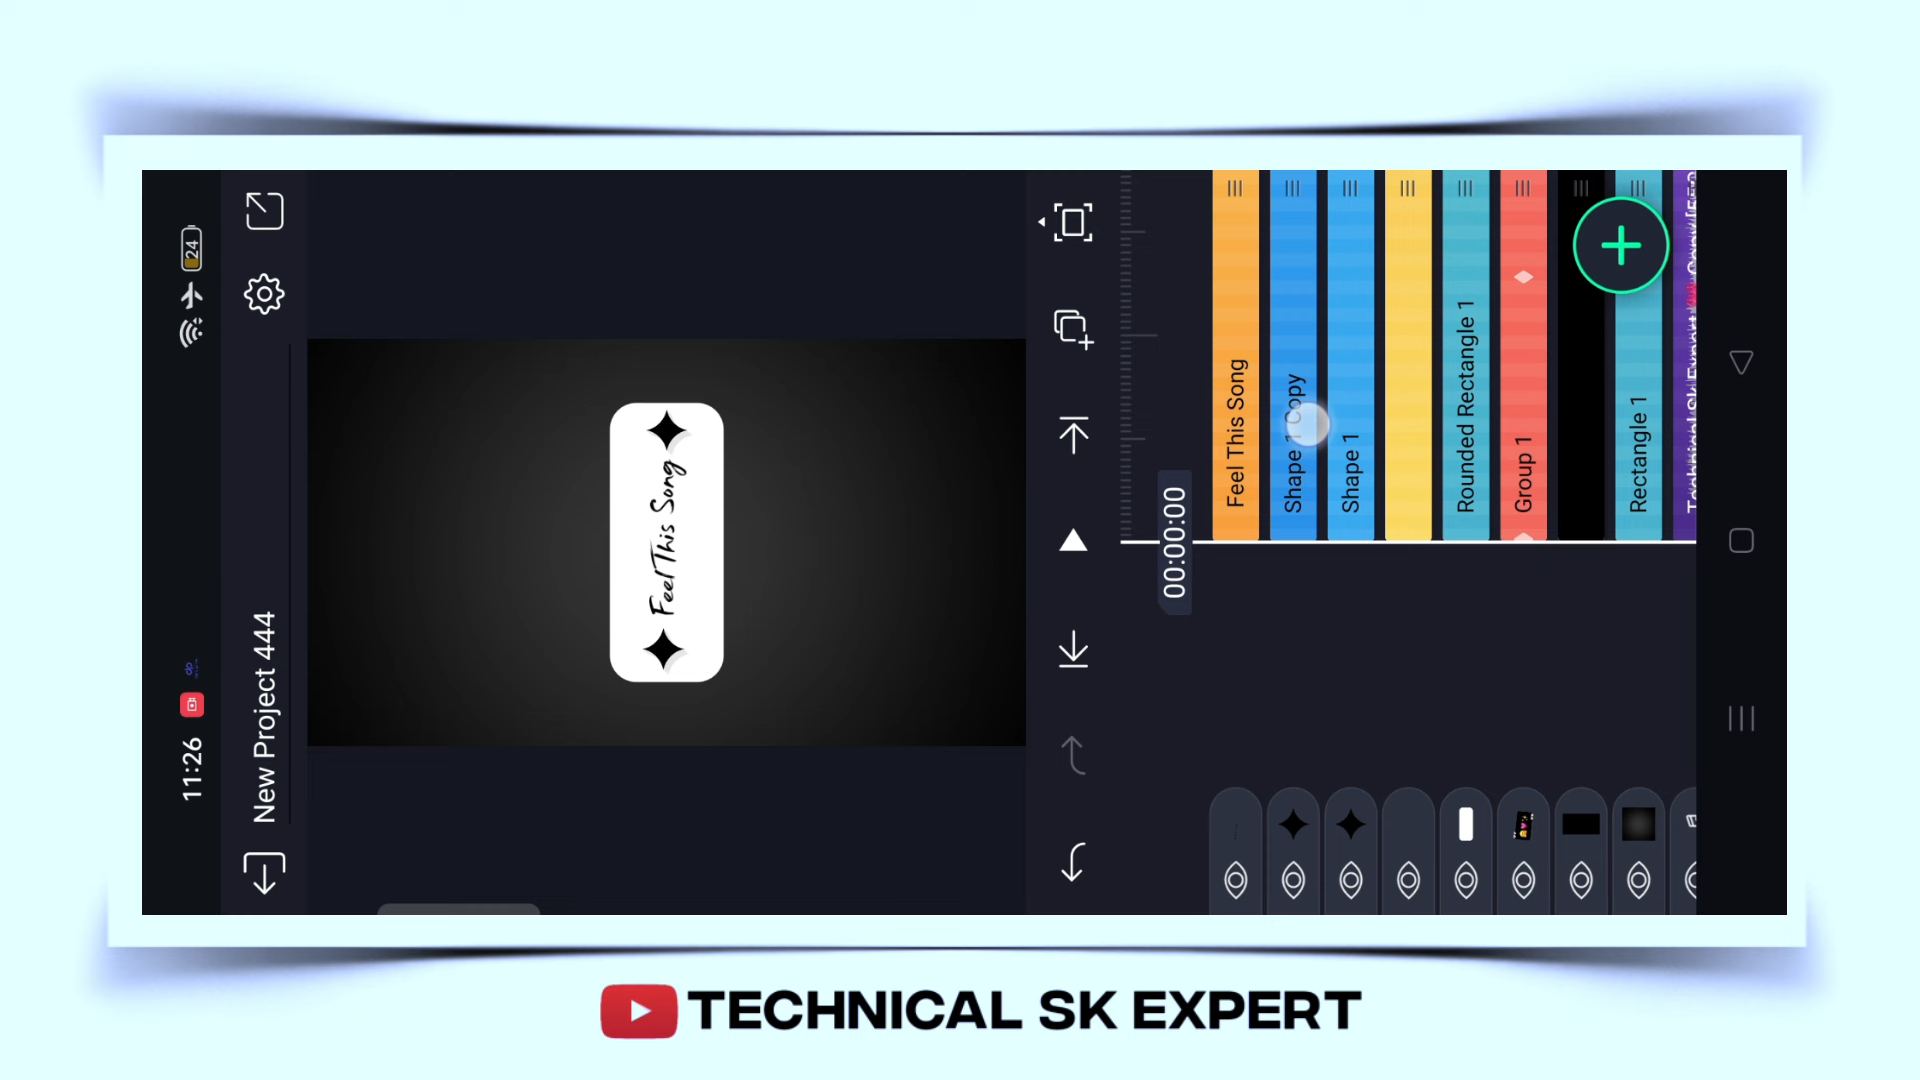 11:26
24
New Project 444
Feel This Song
00:00:00
Feel This Song
Shape 1 Copy
Shape 1
Rounded Rectangle 1
Group 1
Rectangle 1
TECHNICAL SK EXPERT